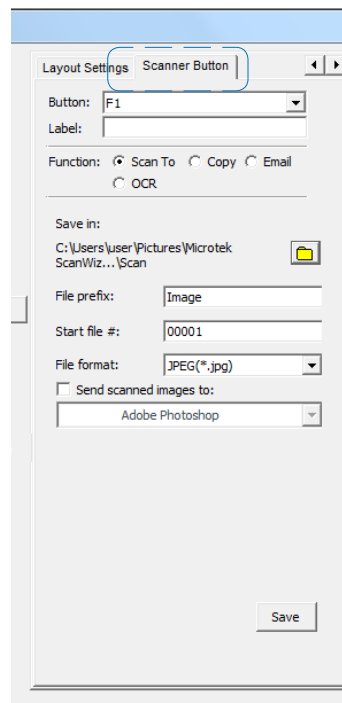 Layout Settings Scanner Button
Button: F1
Label:
Function: Scan To Copy Email
OCR
Save in:
C:\Users\user\Pictures\Microtek
ScanWiz...\Scan
File prefix: Image
Start file #: 00001
File format: JPEG(*.jpg)
Send scanned images to:
Adobe Photoshop
Save